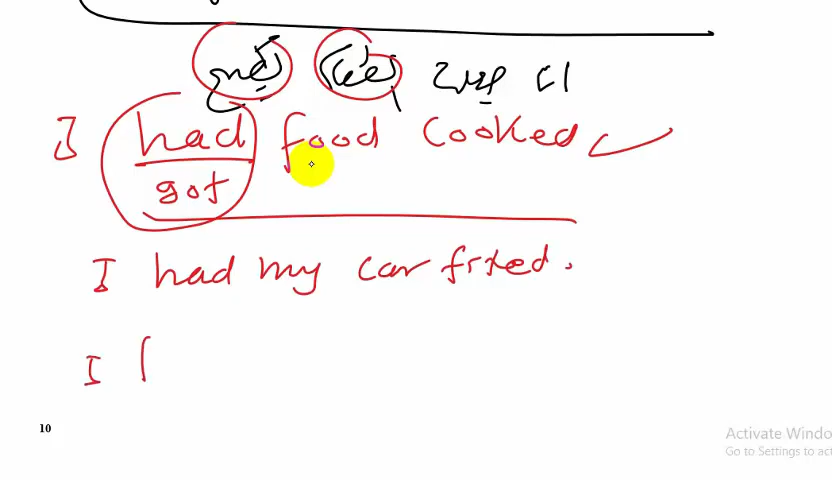 I had food cooked
got
I had my car fixed.
I
10
Activate Windo
Go to Settings to act